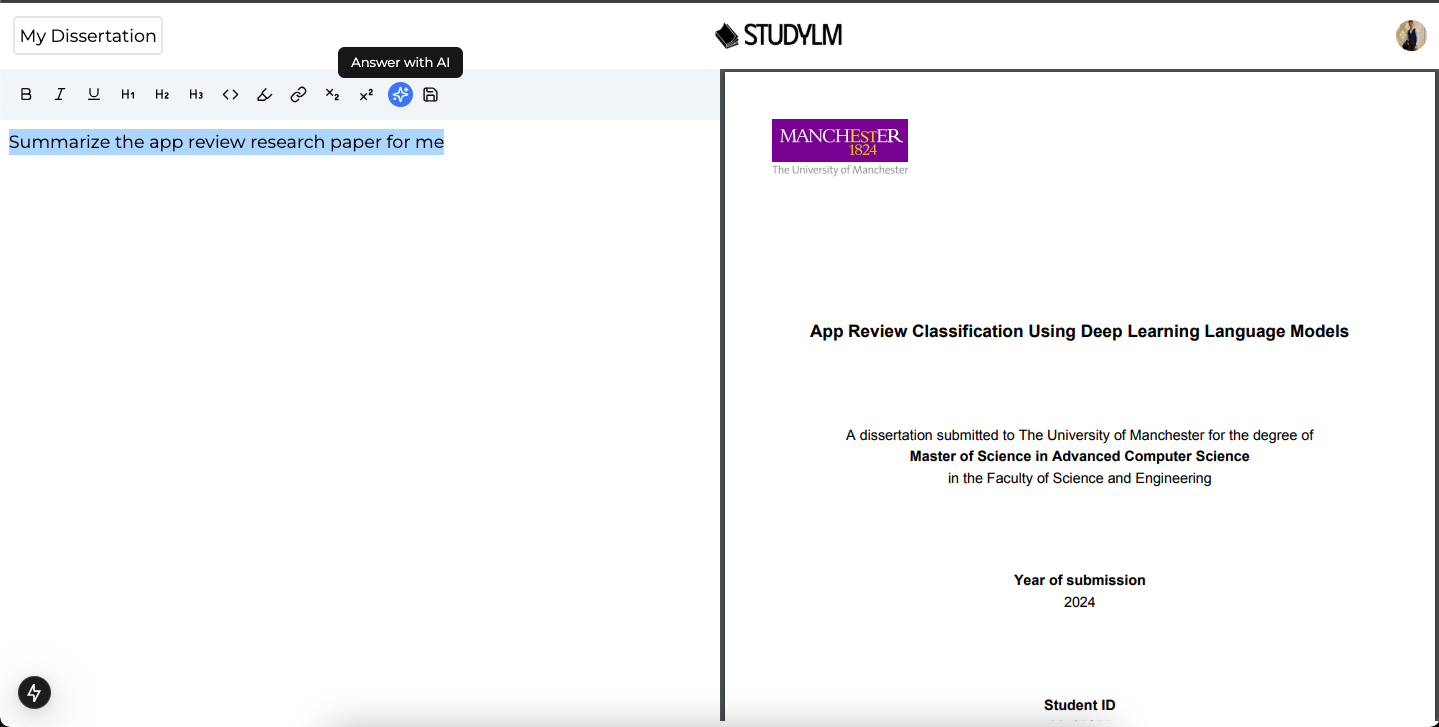 My Dissertation
STUDYLM
Answer with AI
B I U H1 H2 H3 <> x₂ x²
Summarize the app review research paper for me
MANCHESTER
1824
The University of Manchester
App Review Classification Using Deep Learning Language Models
A dissertation submitted to The University of Manchester for the degree of
Master of Science in Advanced Computer Science
in the Faculty of Science and Engineering
Year of submission
2024
Student ID